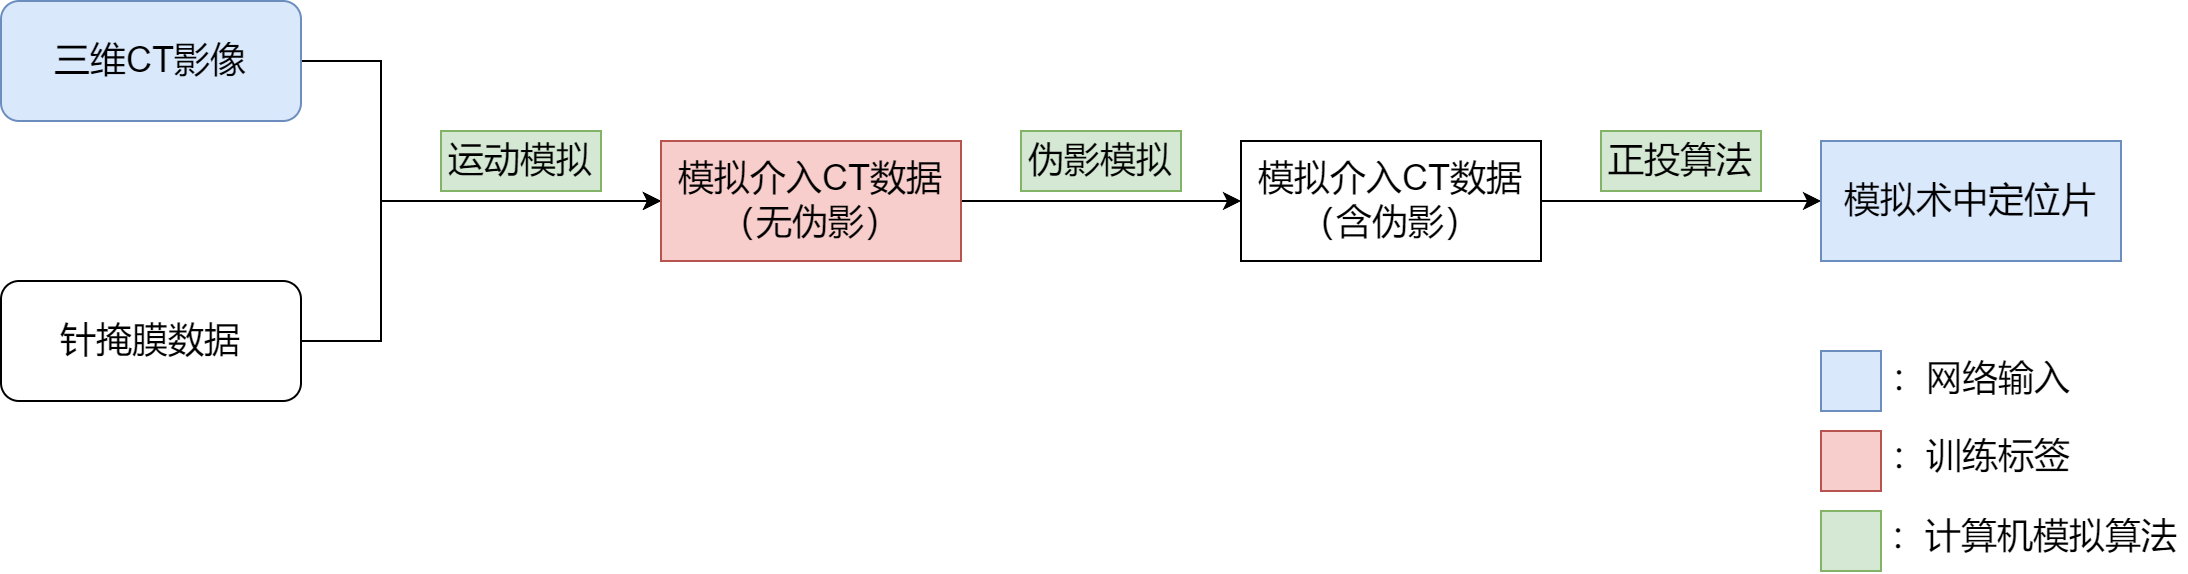 三维CT影像
针掩膜数据
运动模拟
模拟介入CT数据
（无伪影）
伪影模拟
模拟介入CT数据
（含伪影）
正投算法
模拟术中定位片
：网络输入
：训练标签
：计算机模拟算法